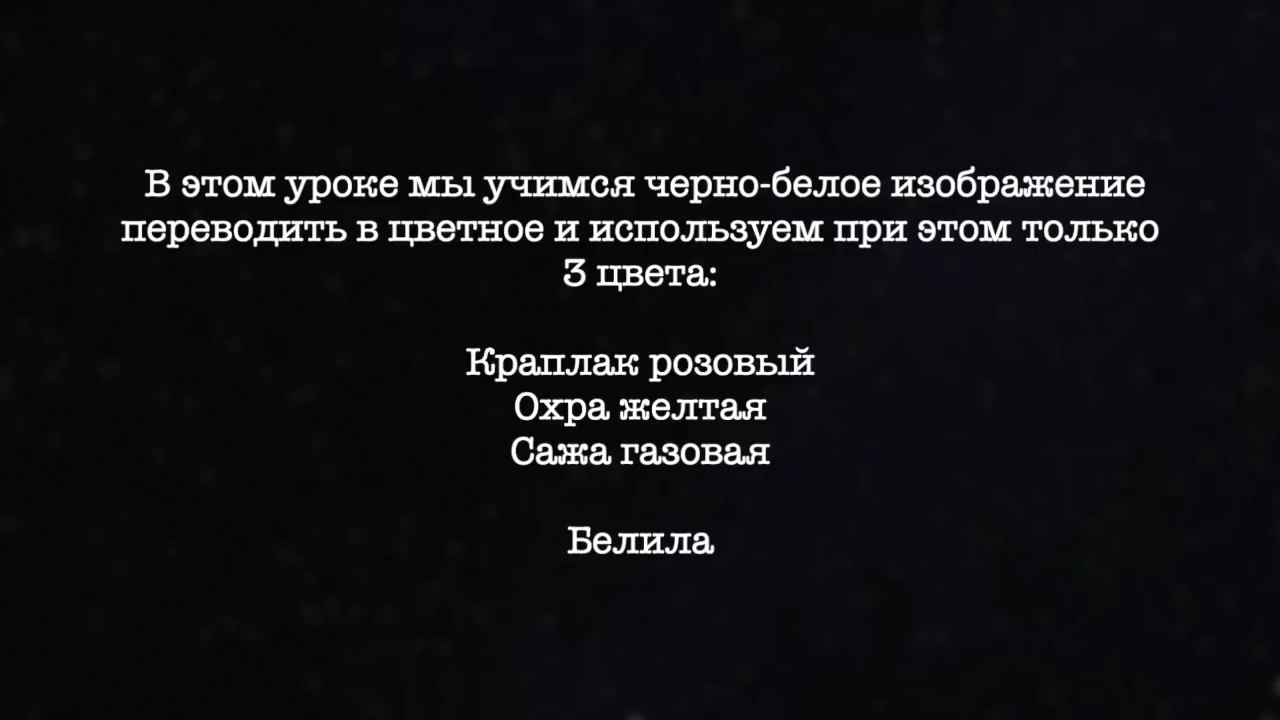 В этом уроке мы учимся черно-белое изображение
переводить в цветное и используем при этом только
3 цвета:
Краплак розовый
Охра желтая
Сажа газовая
Белила